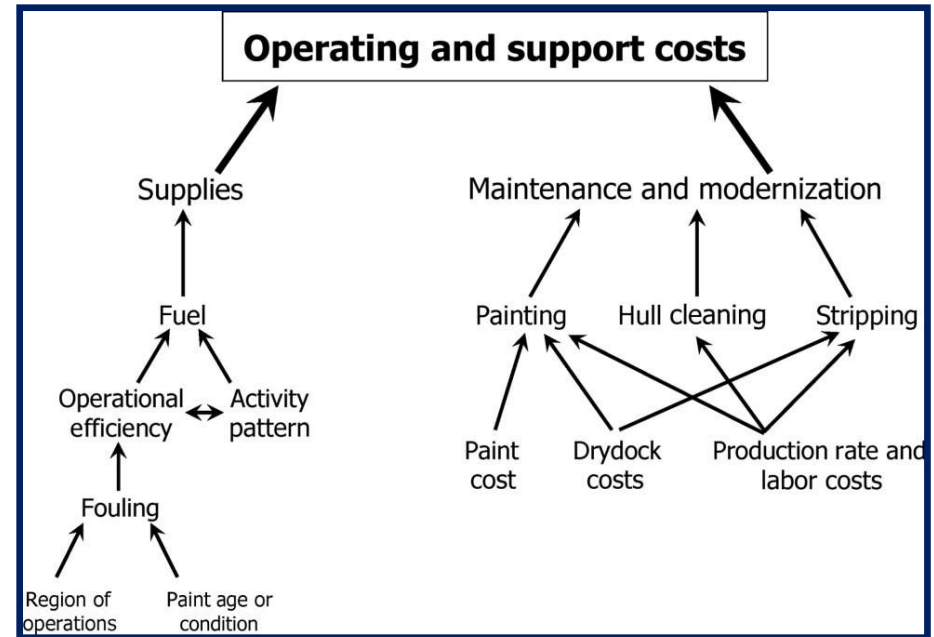 Operating and support costs
Supplies
Maintenance and modernization
Fuel
Painting
Hull cleaning
Stripping
Operational
efficiency
Activity
pattern
Paint
cost
Drydock
costs
Production rate and
labor costs
Fouling
Region of
operations
Paint age or
condition